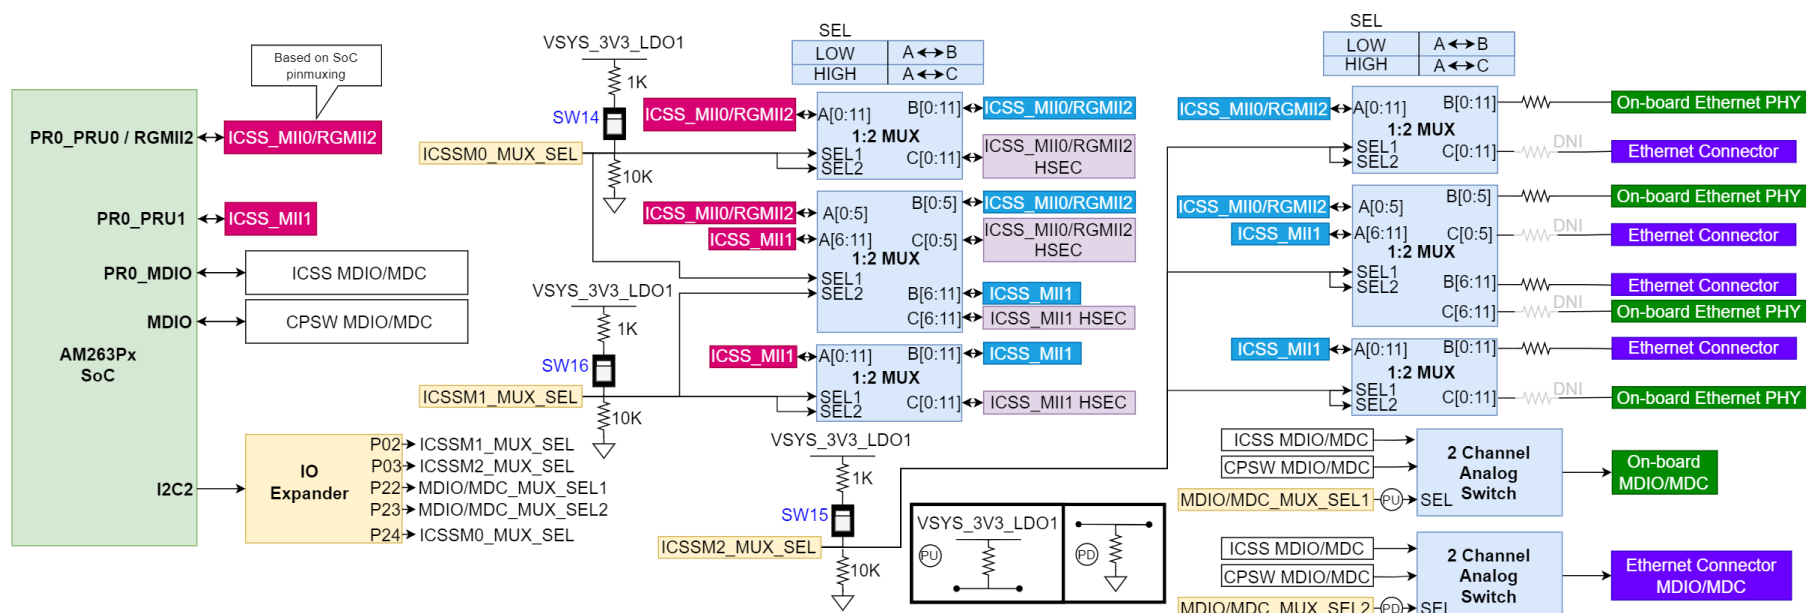 Based on SoC
pinmuxing
PR0_PRU0 / RGMII2
ICSS_MII0/RGMII2
PR0_PRU1
ICSS_MII1
PR0_MDIO
ICSS MDIO/MDC
MDIO
CPSW MDIO/MDC
AM263Px
SoC
I2C2
IO
Expander
P02
ICSSM1_MUX_SEL
P03
ICSSM2_MUX_SEL
P22
MDIO/MDC_MUX_SEL1
P23
MDIO/MDC_MUX_SEL2
P24
ICSSM0_MUX_SEL
VSYS_3V3_LDO1
1K
SW14
ICSSM0_MUX_SEL
10K
VSYS_3V3_LDO1
1K
SW16
ICSSM1_MUX_SEL
10K
VSYS_3V3_LDO1
1K
SW15
ICSSM2_MUX_SEL
10K
SEL
LOW
A
B
HIGH
A
C
ICSS_MII0/RGMII2
A[0:11]
B[0:11]
ICSS_MII0/RGMII2
1:2 MUX
SEL1
SEL2
C[0:11]
ICSS_MII0/RGMII2
HSEC
ICSS_MII0/RGMII2
A[0:5]
B[0:5]
ICSS_MII0/RGMII2
ICSS_MII1
A[6:11]
C[0:5]
ICSS_MII0/RGMII2
HSEC
1:2 MUX
SEL1
SEL2
B[6:11]
ICSS_MII1
C[6:11]
ICSS_MII1 HSEC
ICSS_MII1
A[0:11]
B[0:11]
ICSS_MII1
1:2 MUX
SEL1
SEL2
C[0:11]
ICSS_MII1 HSEC
VSYS_3V3_LDO1
PU
PD
SEL
LOW
A
B
HIGH
A
C
ICSS_MII0/RGMII2
A[0:11]
B[0:11]
On-board Ethernet PHY
1:2 MUX
SEL1
SEL2
C[0:11]
DNI
Ethernet Connector
ICSS_MII0/RGMII2
A[0:5]
B[0:5]
On-board Ethernet PHY
ICSS_MII1
A[6:11]
C[0:5]
DNI
Ethernet Connector
1:2 MUX
SEL1
SEL2
B[6:11]
Ethernet Connector
C[6:11]
DNI
On-board Ethernet PHY
ICSS_MII1
A[0:11]
B[0:11]
Ethernet Connector
1:2 MUX
SEL1
SEL2
C[0:11]
DNI
On-board Ethernet PHY
ICSS MDIO/MDC
CPSW MDIO/MDC
MDIO/MDC_MUX_SEL1
PU
SEL
2 Channel
Analog
Switch
On-board
MDIO/MDC
ICSS MDIO/MDC
CPSW MDIO/MDC
MDIO/MDC_MUX_SEL2
PD
SEL
2 Channel
Analog
Switch
Ethernet Connector
MDIO/MDC